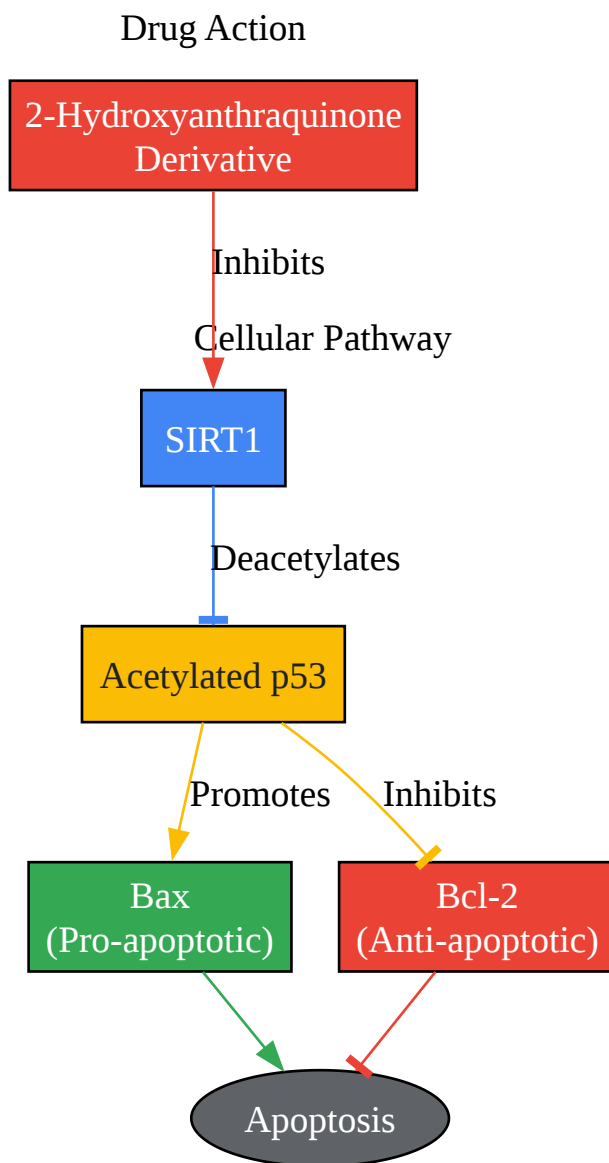 Drug Action
2-Hydroxyanthraquinone
Derivative
Inhibits
Cellular Pathway
SIRT1
Deacetylates
Acetylated p53
Promotes
Inhibits
Bax
(Pro-apoptotic)
Bcl-2
(Anti-apoptotic)
Apoptosis